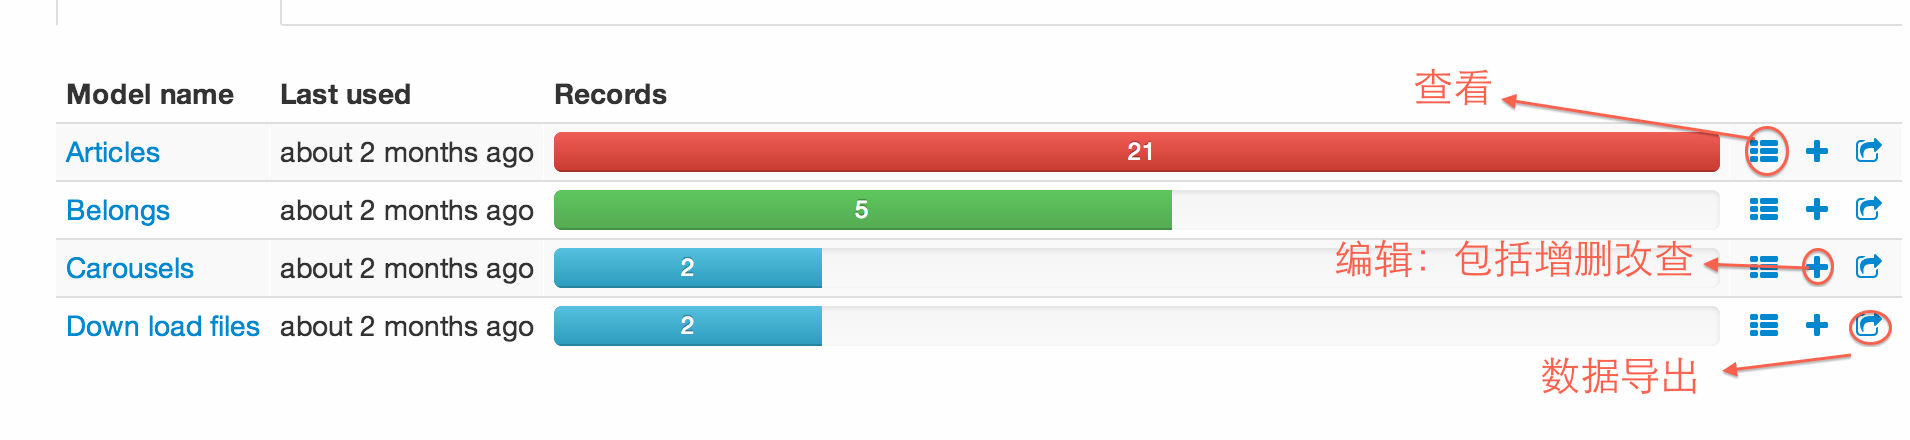 Model name Last used Records
查看
Articles about 2 months ago 21
Belongs about 2 months ago 5
编辑：包括增删改查
Carousels about 2 months ago 2
Down load files about 2 months ago 2
数据导出